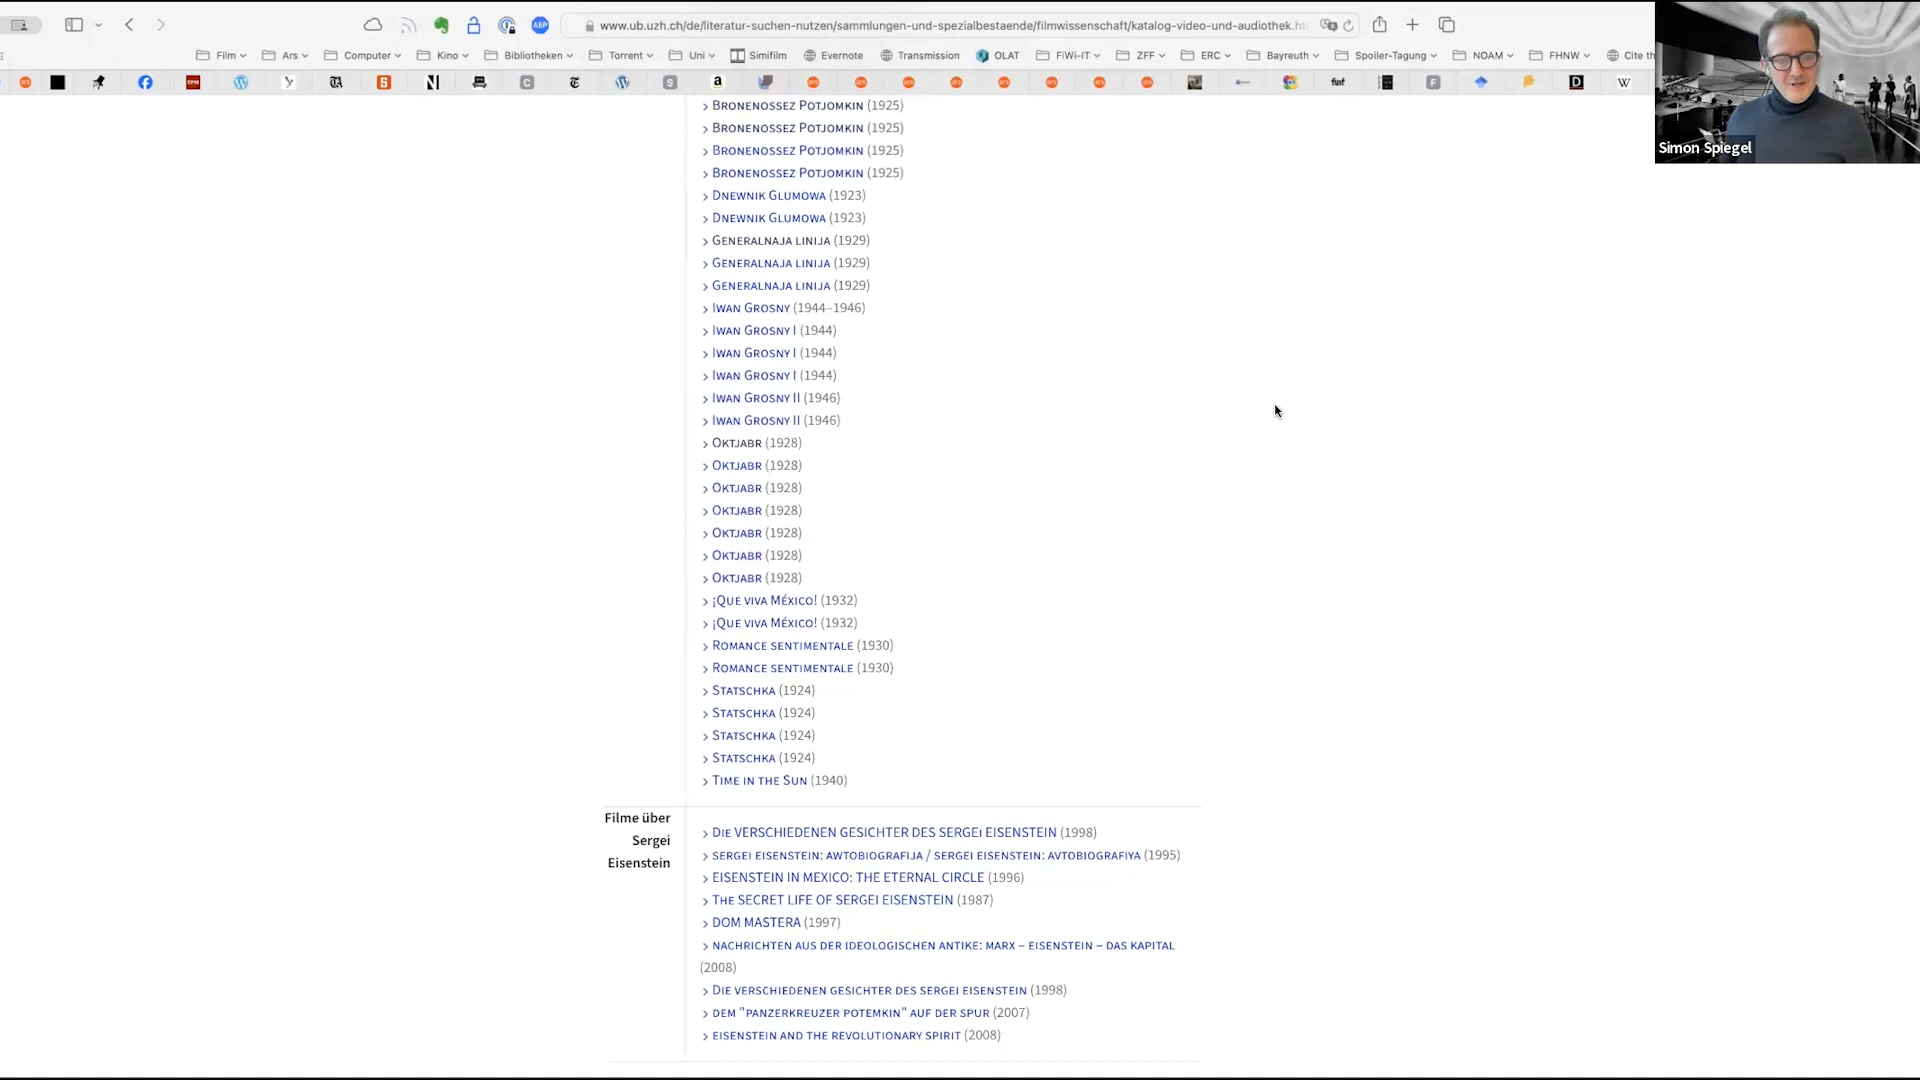 www.ub.uzh.ch/de/literatur-suchen-nutzen/sammlungen-und-spezialbestaende/filmwissenschaft/katalog-video-und-audiothek.ht
ABP
Film Ars Computer Kino Bibliotheken Torrent Uni Simifilm Evernote Transmission OLAT FiWi-IT ZFF ERC Bayreuth Spoiler-Tagung NOAM FHNW Cite th
Simon Spiegel
› Bronenossez Potjomkin (1925)
› Bronenossez Potjomkin (1925)
› Bronenossez Potjomkin (1925)
› Bronenossez Potjomkin (1925)
› Dnewnik Glumowa (1923)
› Dnewnik Glumowa (1923)
› Generalnaja linija (1929)
› Generalnaja linija (1929)
› Generalnaja linija (1929)
› Iwan Grosny (1944–1946)
› Iwan Grosny I (1944)
› Iwan Grosny I (1944)
› Iwan Grosny I (1944)
› Iwan Grosny II (1946)
› Iwan Grosny II (1946)
› Oktjabr (1928)
› Oktjabr (1928)
› Oktjabr (1928)
› Oktjabr (1928)
› Oktjabr (1928)
› Oktjabr (1928)
› Oktjabr (1928)
› ¡Que viva México! (1932)
› ¡Que viva México! (1932)
› Romance sentimentale (1930)
› Romance sentimentale (1930)
› Statschka (1924)
› Statschka (1924)
› Statschka (1924)
› Statschka (1924)
› Time in the Sun (1940)
Filme über
Sergei
Eisenstein
› Die VERSCHIEDENEN GESICHTER DES SERGEi EISENSTEIN (1998)
› sergei eisenstein: awtobiografija / sergei eisenstein: avtobiografiya (1995)
› EISENSTEIN IN MEXICO: THE ETERNAL CIRCLE (1996)
› The SECRET LIFE OF SERGEI EISENSTEIN (1987)
› DOM MASTERA (1997)
› nachrichten aus der ideologischen antike: marx – eisenstein – das kapital
(2008)
› Die verschiedenen gesichter des sergei eisenstein (1998)
› dem "panzerkreuzer potemkin" auf der spur (2007)
› eisenstein and the revolutionary spirit (2008)